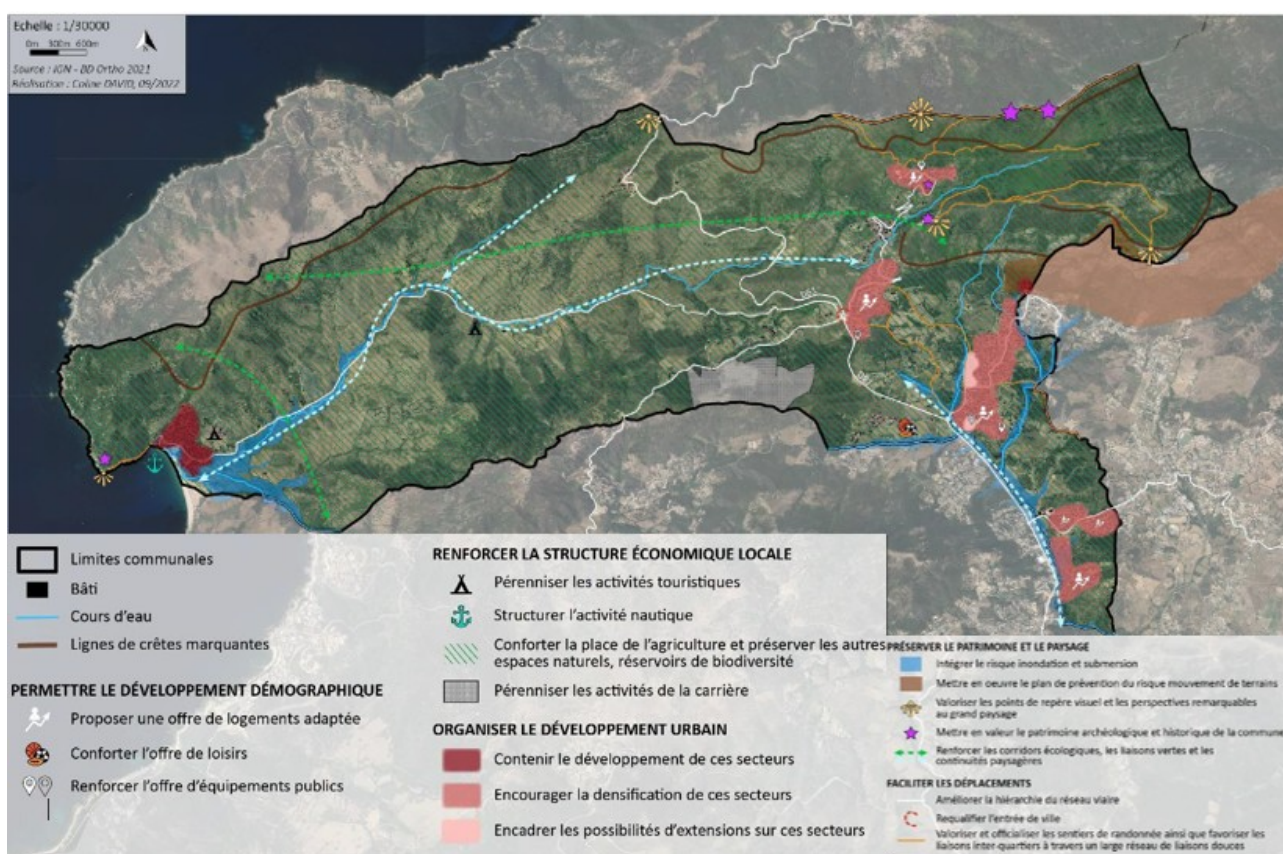 Echelle : 1/30000
0m 300m 600m
N
Source : IGN - BD Ortho 2021
Réalisation : Coline DAVID, 09/2022
D81
Limites communales
Bâti
Cours d'eau
Lignes de crêtes marquantes
PERMETTRE LE DÉVELOPPEMENT DÉMOGRAPHIQUE
Proposer une offre de logements adaptée
Conforter l'offre de loisirs
Renforcer l'offre d'équipements publics
RENFORCER LA STRUCTURE ÉCONOMIQUE LOCALE
Pérenniser les activités touristiques
Structurer l'activité nautique
Conforter la place de l'agriculture et préserver les autres
espaces naturels, réservoirs de biodiversité
Pérenniser les activités de la carrière
ORGANISER LE DÉVELOPPEMENT URBAIN
Contenir le développement de ces secteurs
Encourager la densification de ces secteurs
Encadrer les possibilités d'extensions sur ces secteurs
PRÉSERVER LE PATRIMOINE ET LE PAYSAGE
Intégrer le risque inondation et submersion
Mettre en oeuvre le plan de prévention du risque mouvement de terrains
Valoriser les points de repère visuel et les perspectives remarquables
au grand paysage
Mettre en valeur le patrimoine archéologique et historique de la commune
Renforcer les corridors écologiques, les liaisons vertes et les
continuités paysagères
FACILITER LES DÉPLACEMENTS
Améliorer la hiérarchie du réseau viaire
Requalifier l'entrée de ville
Valoriser et officialiser les sentiers de randonnée ainsi que favoriser les
liaisons inter-quartiers à travers un large réseau de liaisons douces